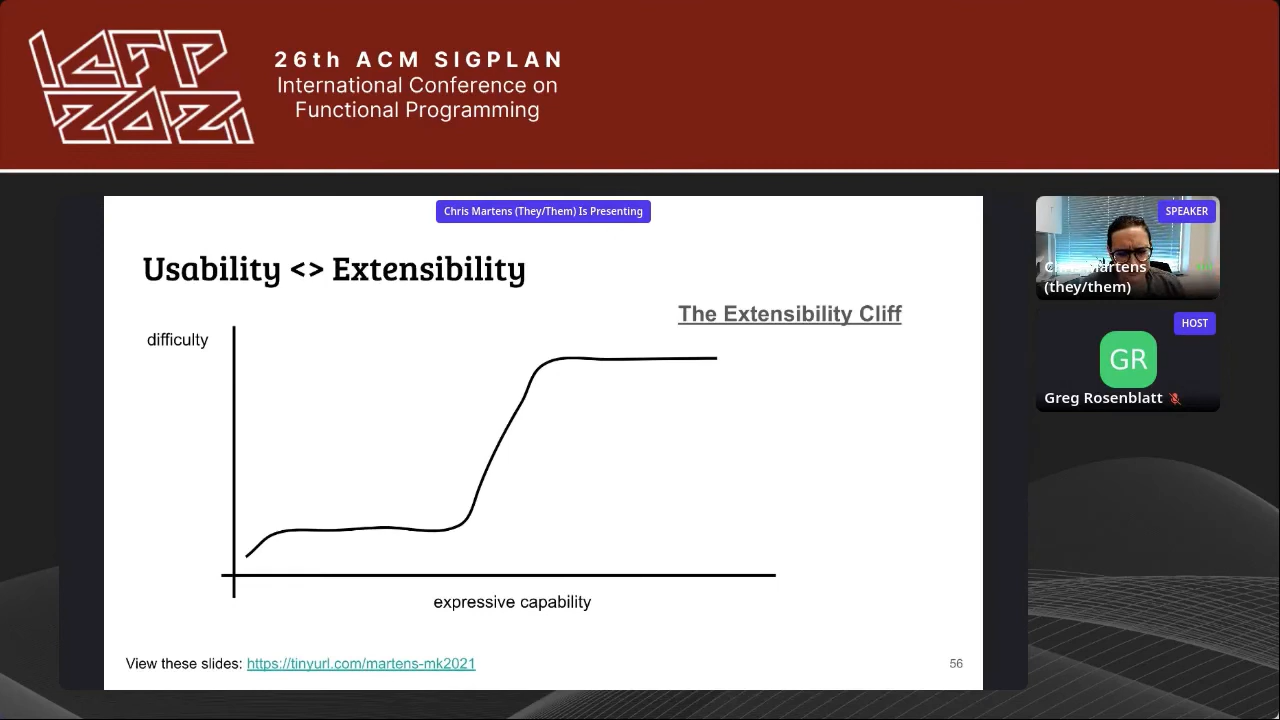 ICFP
2021
26th ACM SIGPLAN
International Conference on
Functional Programming
Chris Martens (They/Them) Is Presenting
SPEAKER
Chris Martens
(they/them)
HOST
GR
Greg Rosenblatt
Usability <> Extensibility
The Extensibility Cliff
difficulty
expressive capability
View these slides: https://tinyurl.com/martens-mk2021
56